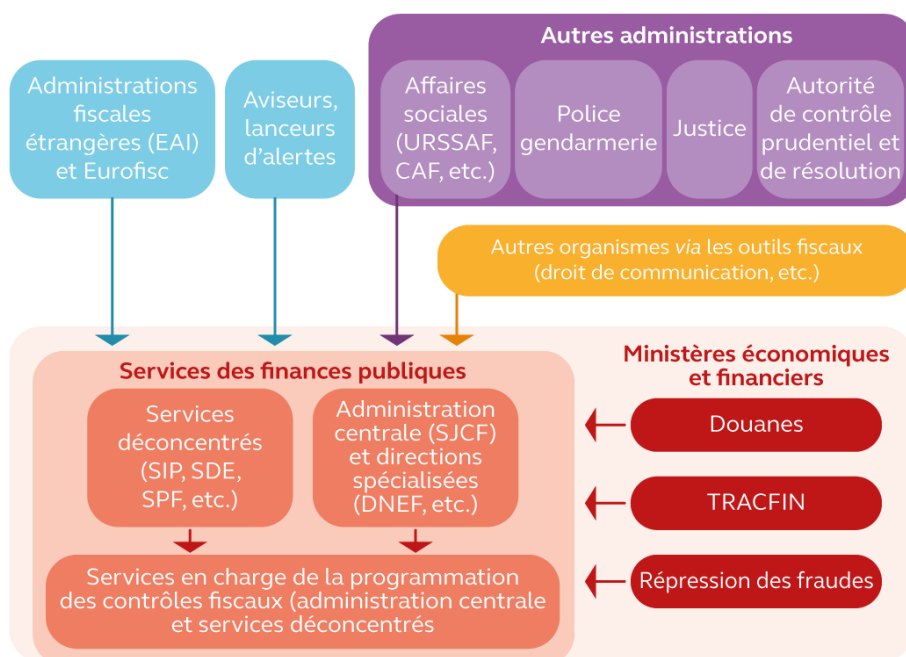 Autres administrations
Administrations
fiscales
étrangères (EAI)
et Eurofisc
Aviseurs,
lanceurs
d'alertes
Affaires
sociales
(URSSAF,
CAF, etc.)
Police
gendarmerie
Justice
Autorité
de contrôle
prudentiel et
de résolution
Autres organismes via les outils fiscaux
(droit de communication, etc.)
Services des finances publiques
Ministères économiques
et financiers
Services
déconcentrés
(SIP, SDE,
SPF, etc.)
Administration
centrale (SJCF)
et directions
spécialisées
(DNEF, etc.)
Douanes
TRACFIN
Répression des fraudes
Services en charge de la programmation
des contrôles fiscaux (administration centrale
et services déconcentrés